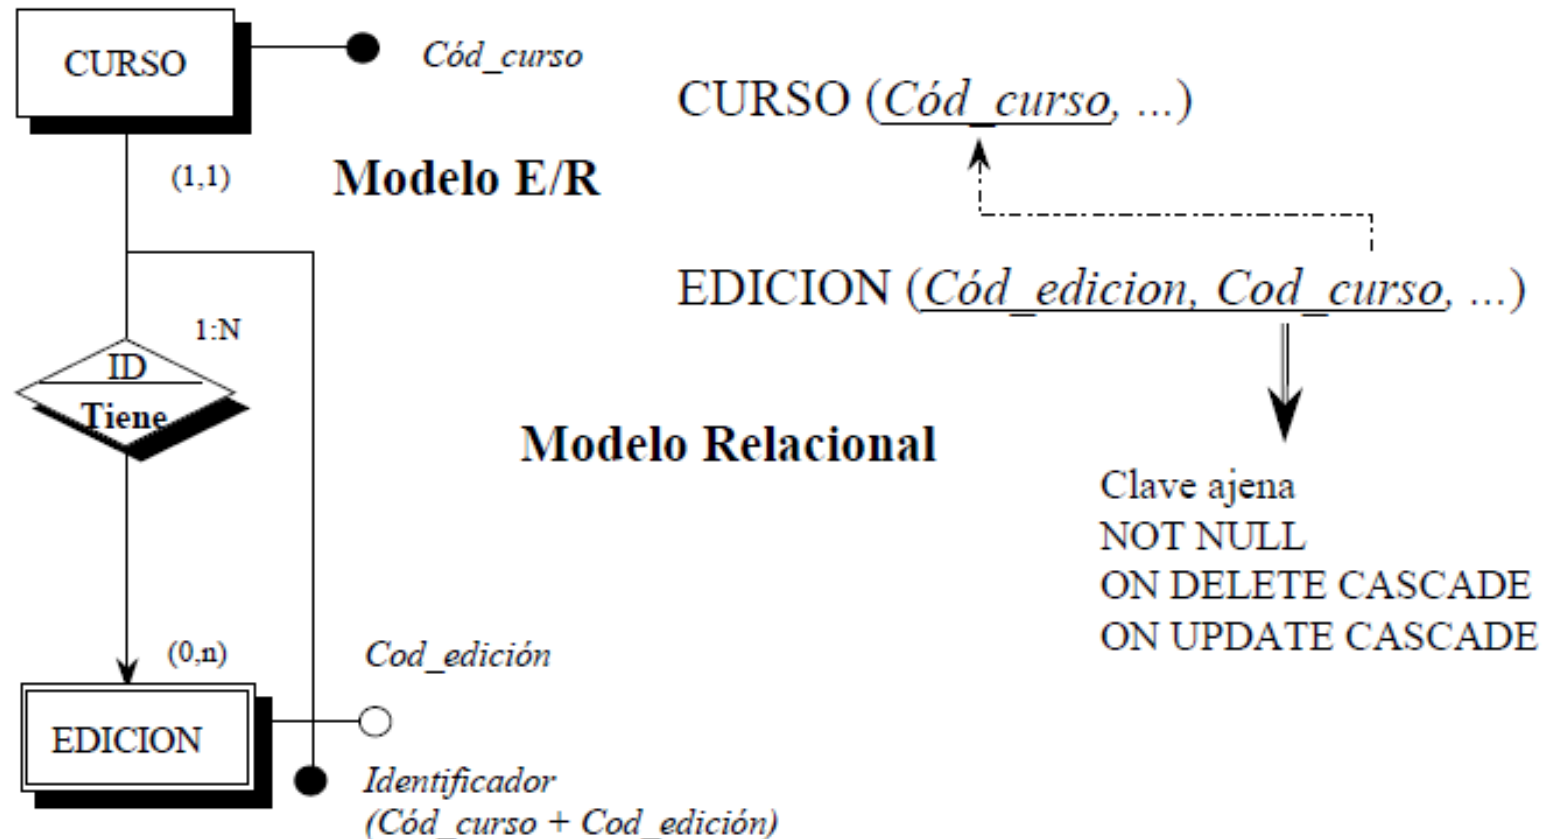 CURSO
Cód_curso
CURSO (Cód_curso, ...)
(1,1)
Modelo E/R
EDICION (Cód_edicion, Cod_curso, ...)
1:N
ID
Tiene
Modelo Relacional
Clave ajena
NOT NULL
ON DELETE CASCADE
ON UPDATE CASCADE
(0,n)
Cod_edición
EDICION
Identificador
(Cód_curso + Cod_edición)